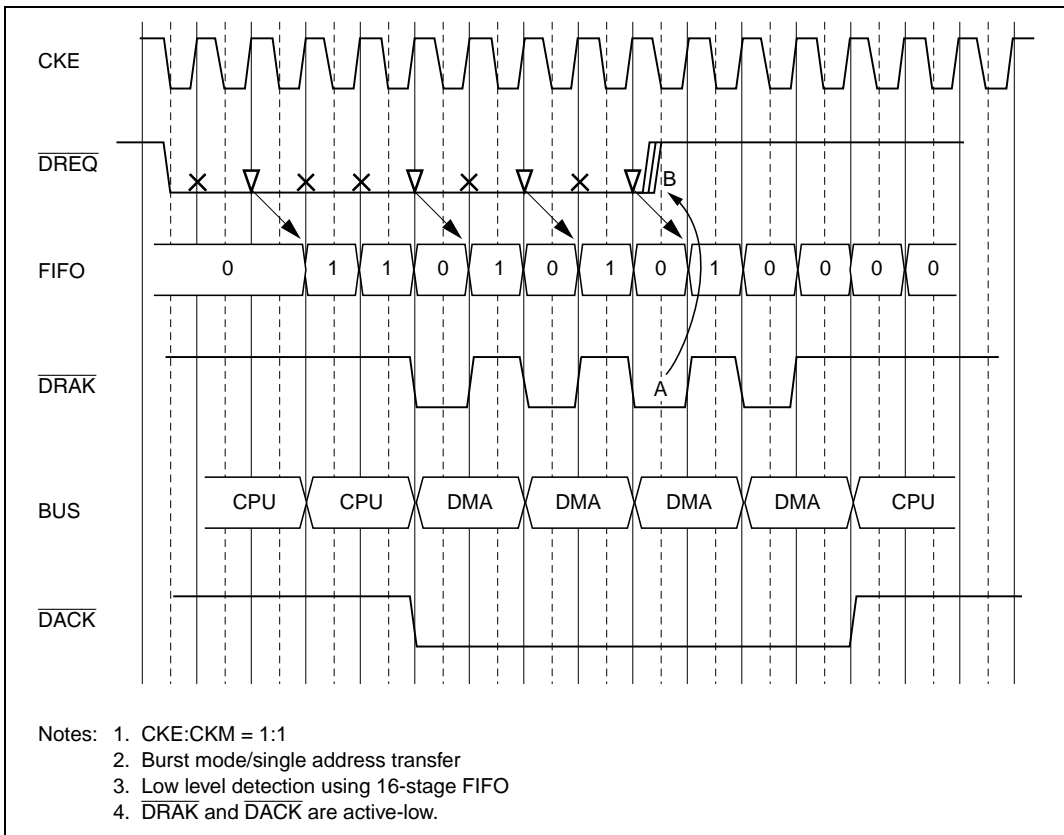 CKE
DREQ
B
FIFO 0 1 1 0 1 0 1 0 1 0 0 0 0
DRAK A
BUS CPU CPU DMA DMA DMA DMA CPU
DACK
Notes: 1. CKE:CKM = 1:1
2. Burst mode/single address transfer
3. Low level detection using 16-stage FIFO
4. DRAK and DACK are active-low.